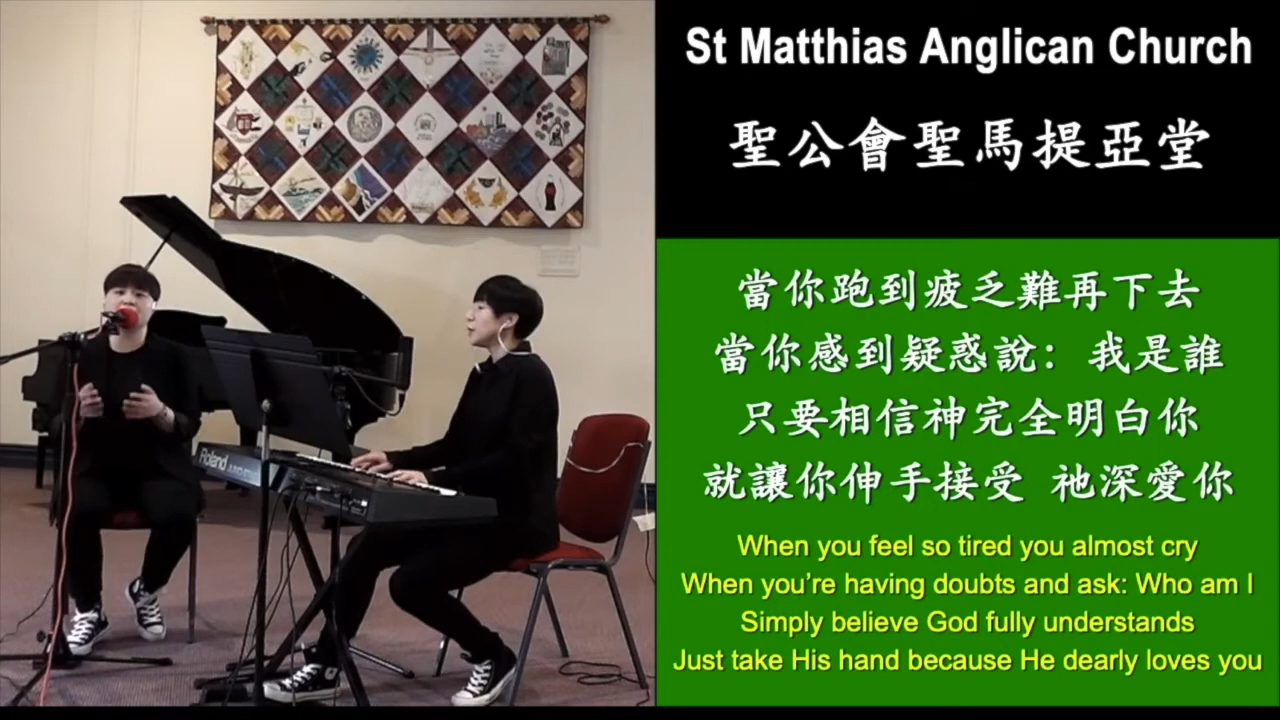 St Matthias Anglican Church
聖公會聖馬提亞堂
當你跑到疲乏難再下去
當你感到疑惑說：我是誰
只要相信神完全明白你
就讓你伸手接受 祂深愛你
When you feel so tired you almost cry
When you’re having doubts and ask: Who am I
Simply believe God fully understands
Just take His hand because He dearly loves you
Roland